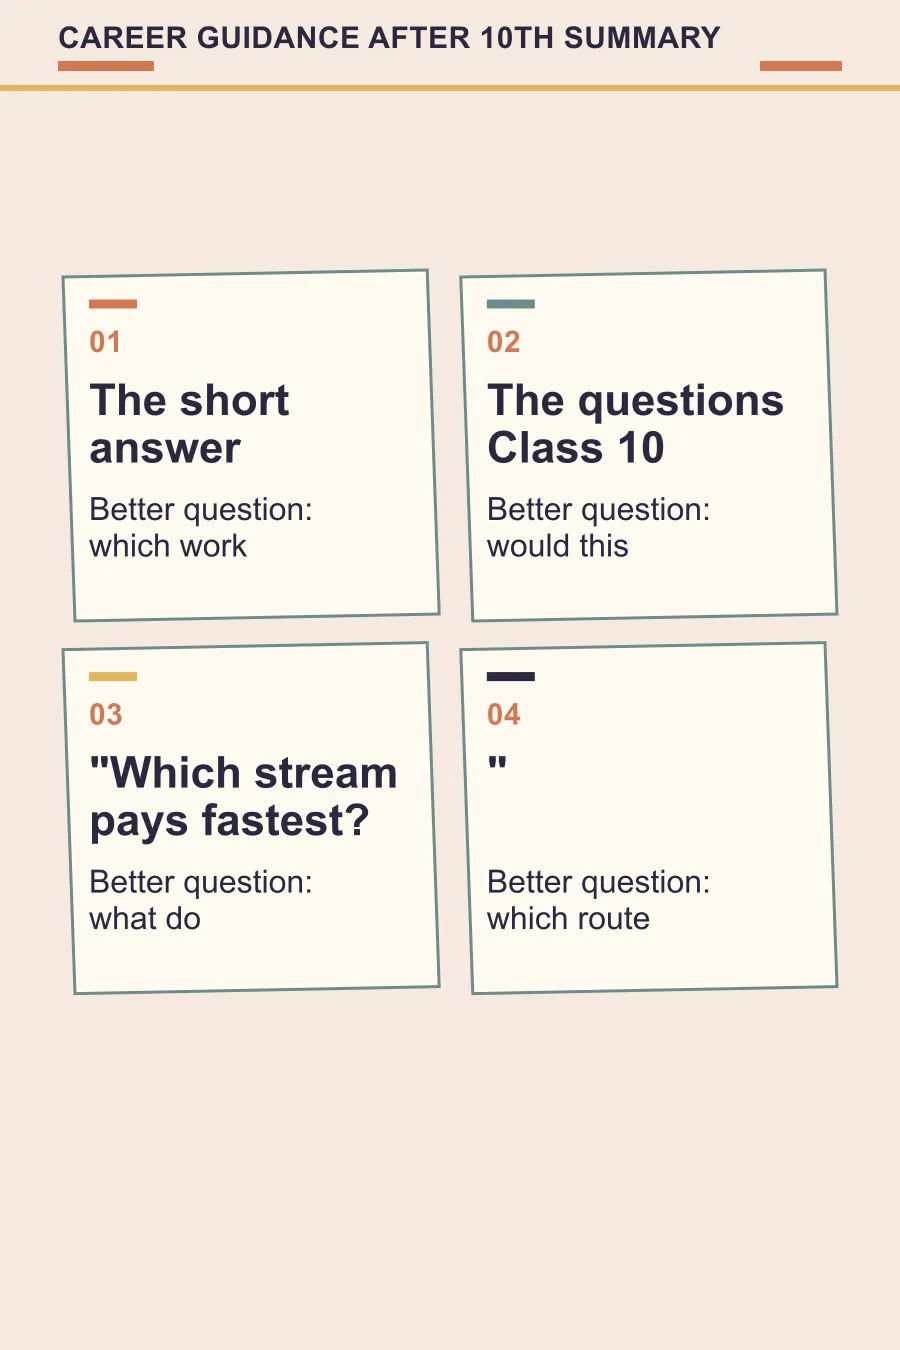 CAREER GUIDANCE AFTER 10TH SUMMARY
01
The short
answer
Better question:
which work
02
The questions
Class 10
Better question:
would this
03
"Which stream
pays fastest?
Better question:
what do
04
"
Better question:
which route